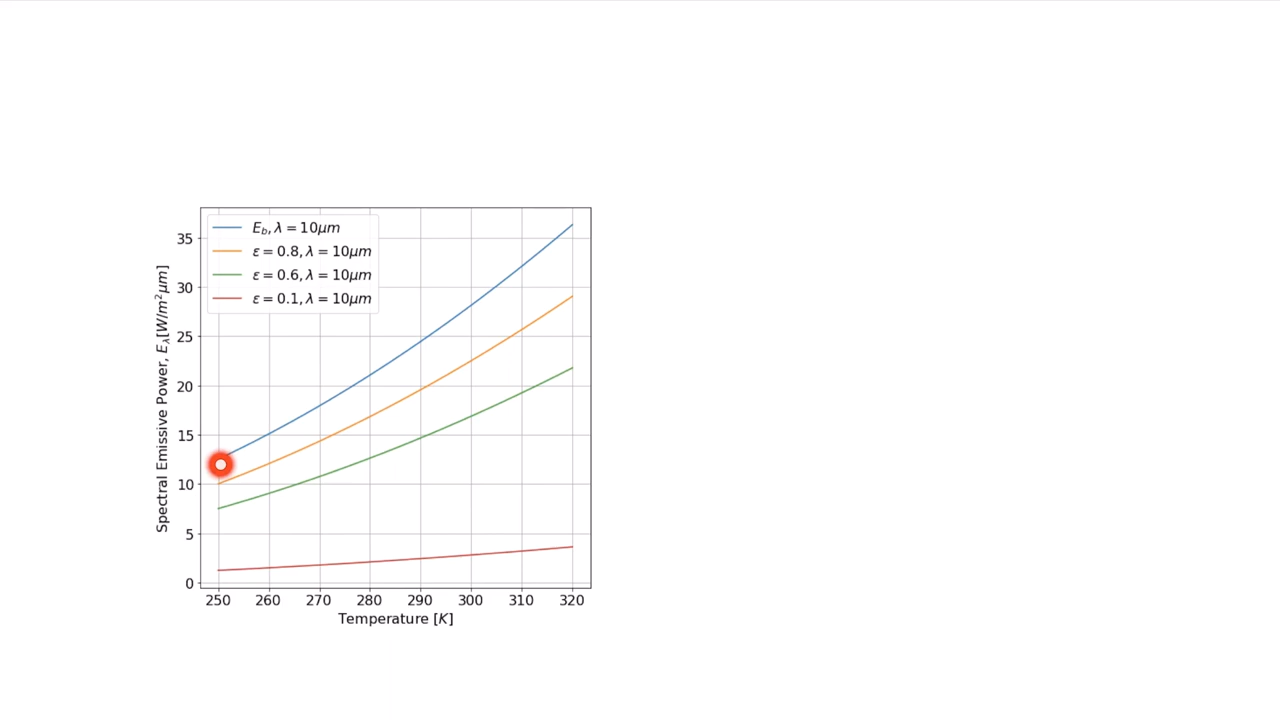 E_b, λ = 10μm
ε = 0.8, λ = 10μm
ε = 0.6, λ = 10μm
ε = 0.1, λ = 10μm
35
30
25
20
15
10
5
0
Spectral Emissive Power, E_λ[W/m²μm]
250 260 270 280 290 300 310 320
Temperature [K]